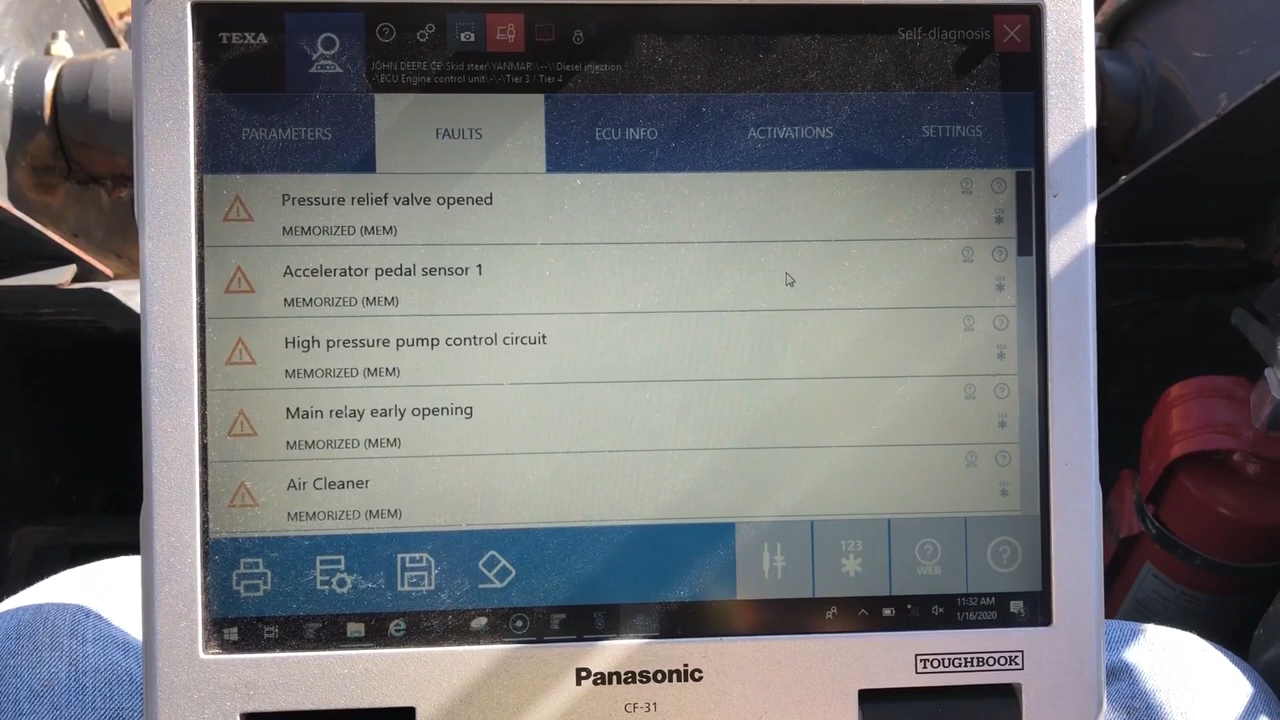 TEXA
Self-diagnosis
JOHN DEERE CE\ Skid steer\YANMAR\--\\Diesel injection
-\ECU Engine control unit\-\-\Tier 3 / Tier 4
PARAMETERS
FAULTS
ECU INFO
ACTIVATIONS
SETTINGS
Pressure relief valve opened
MEMORIZED (MEM)
Accelerator pedal sensor 1
MEMORIZED (MEM)
High pressure pump control circuit
MEMORIZED (MEM)
Main relay early opening
MEMORIZED (MEM)
Air Cleaner
MEMORIZED (MEM)
123
WEB
11:32 AM
1/16/2020
Panasonic
TOUGHBOOK
CF-31